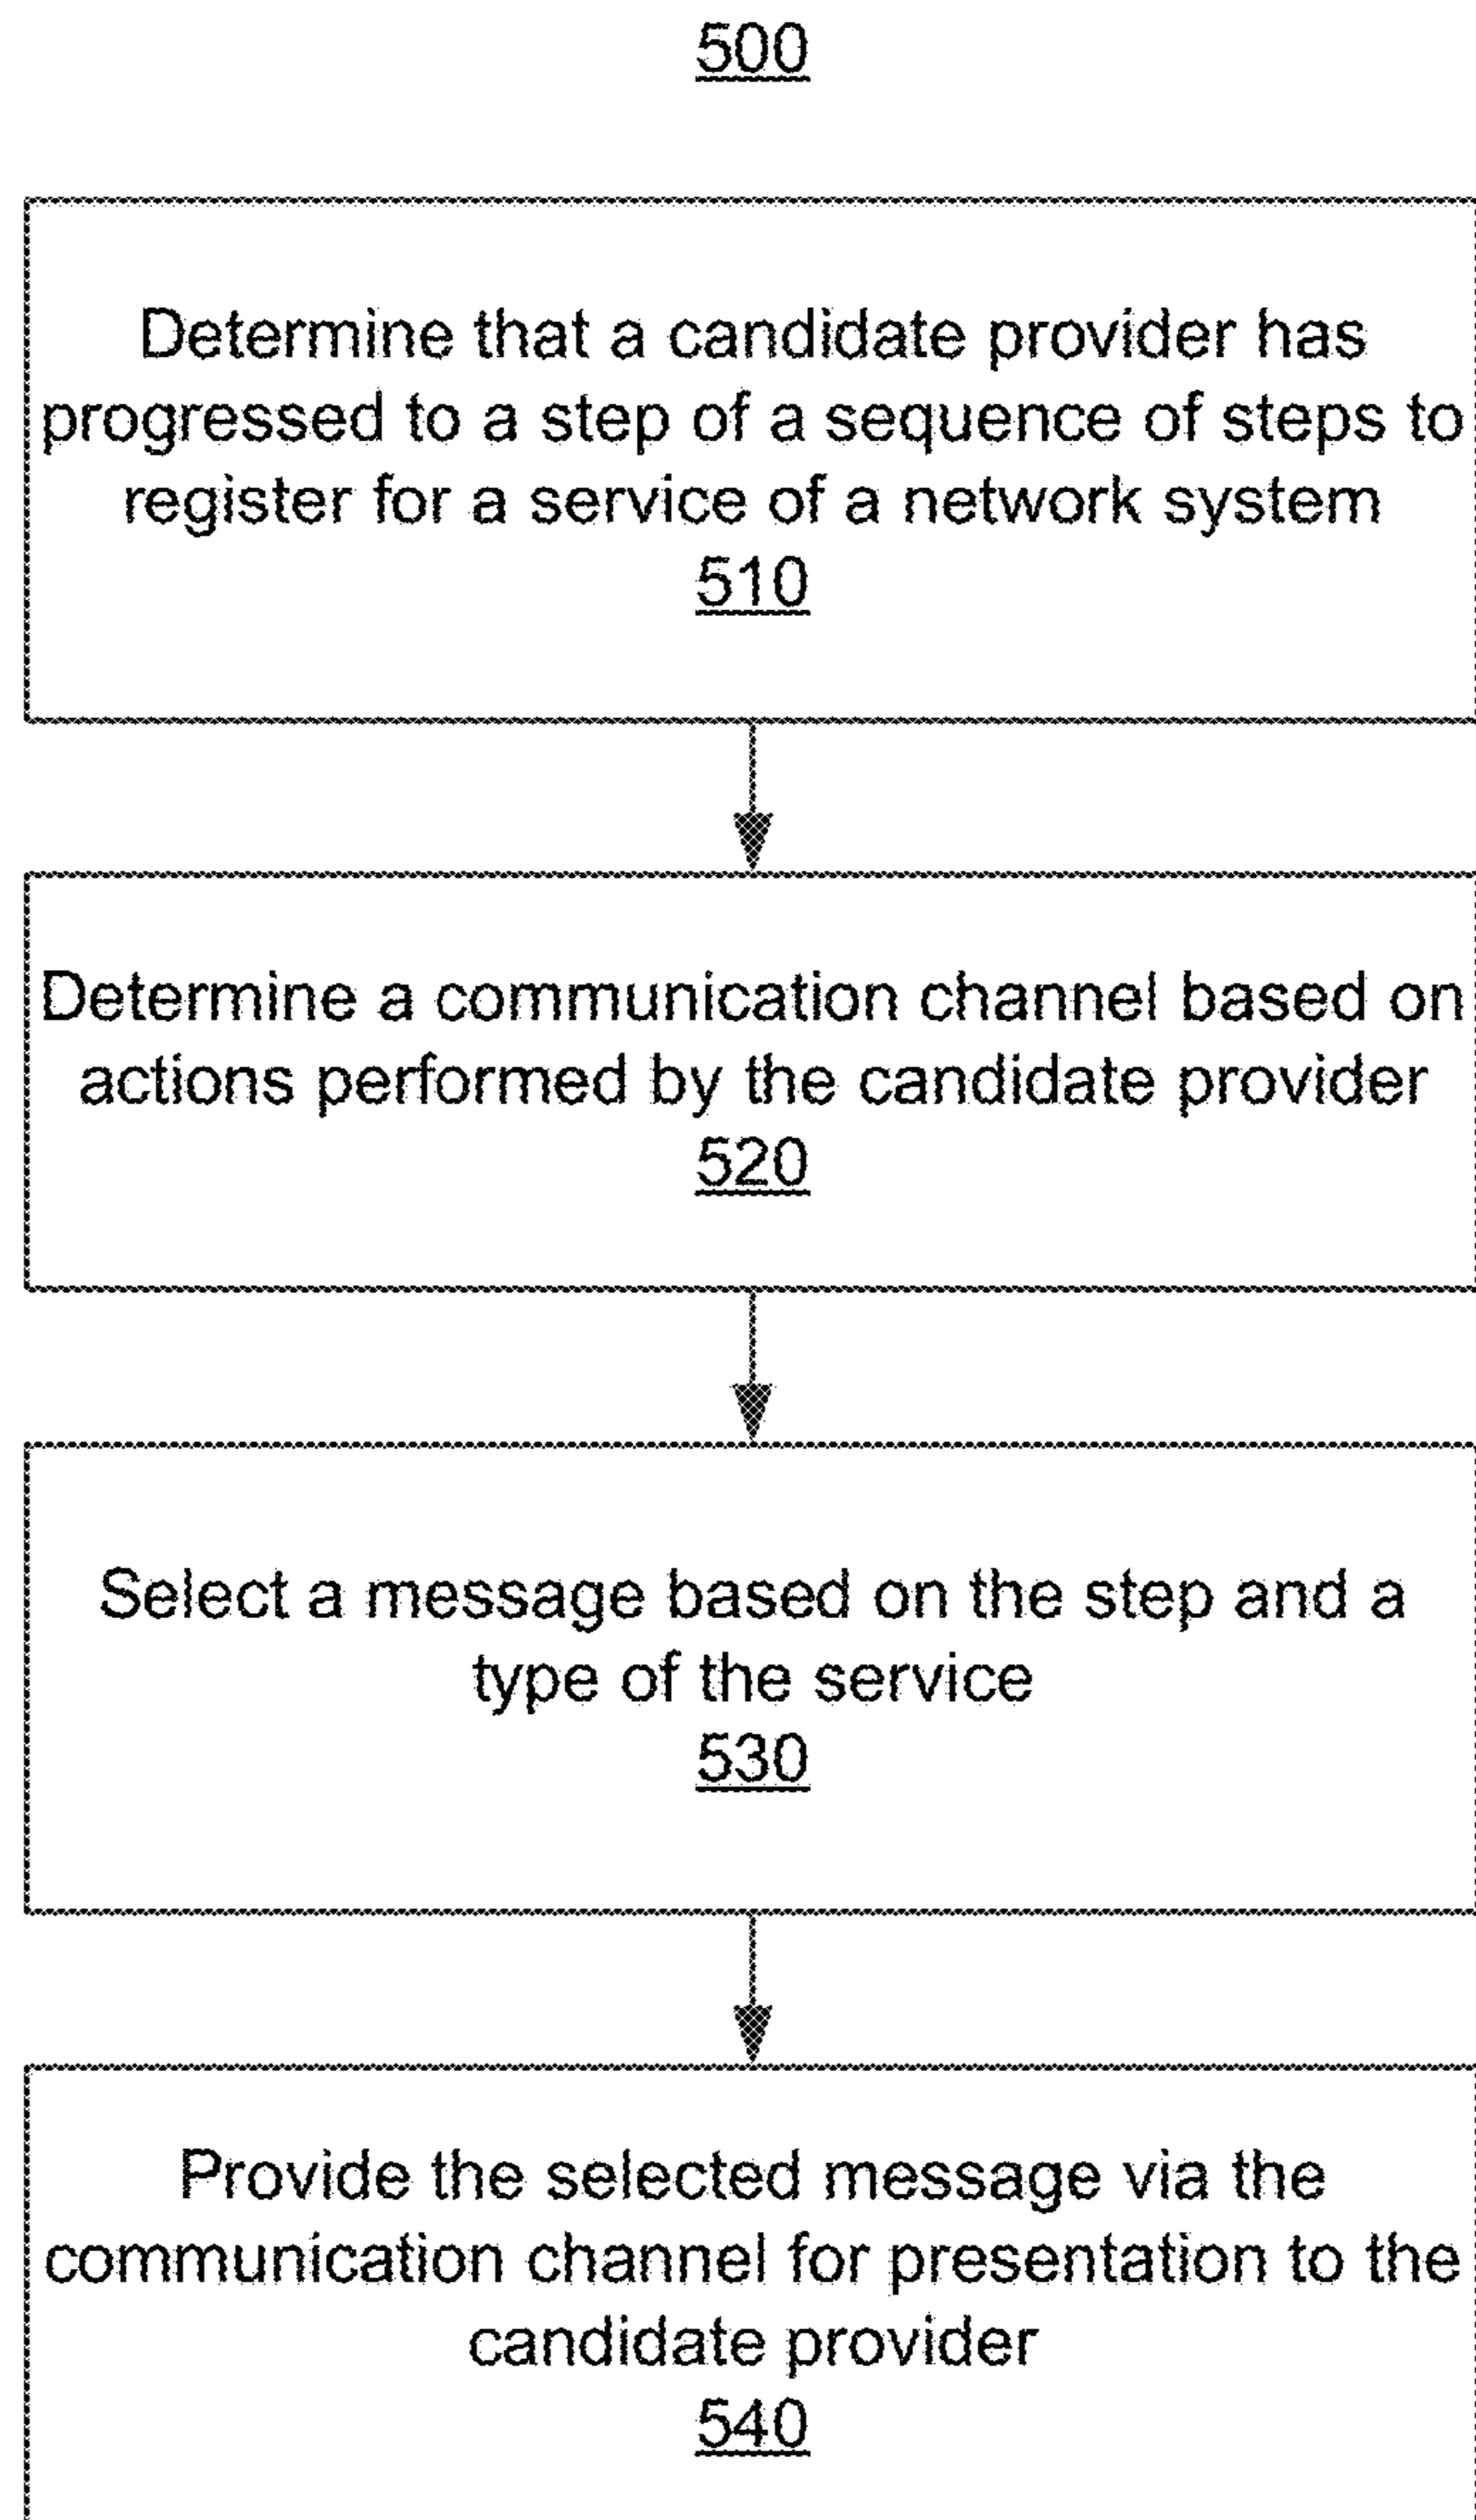 500
Determine that a candidate provider has
progressed to a step of a sequence of steps to
register for a service of a network system
510
Determine a communication channel based on
actions performed by the candidate provider
520
Select a message based on the step and a
type of the service
530
Provide the selected message via the
communication channel for presentation to the
candidate provider
540